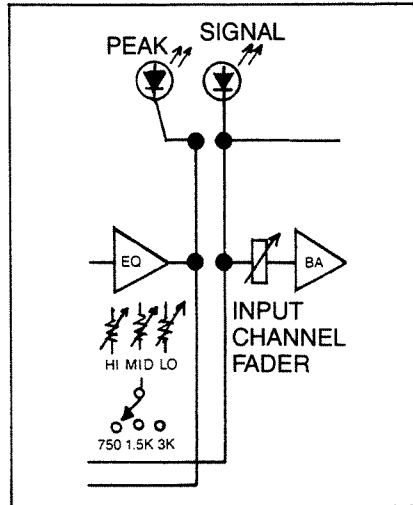 PEAK SIGNAL
EQ
BA
INPUT
CHANNEL
FADER
HI MID LO
750 1.5K 3K